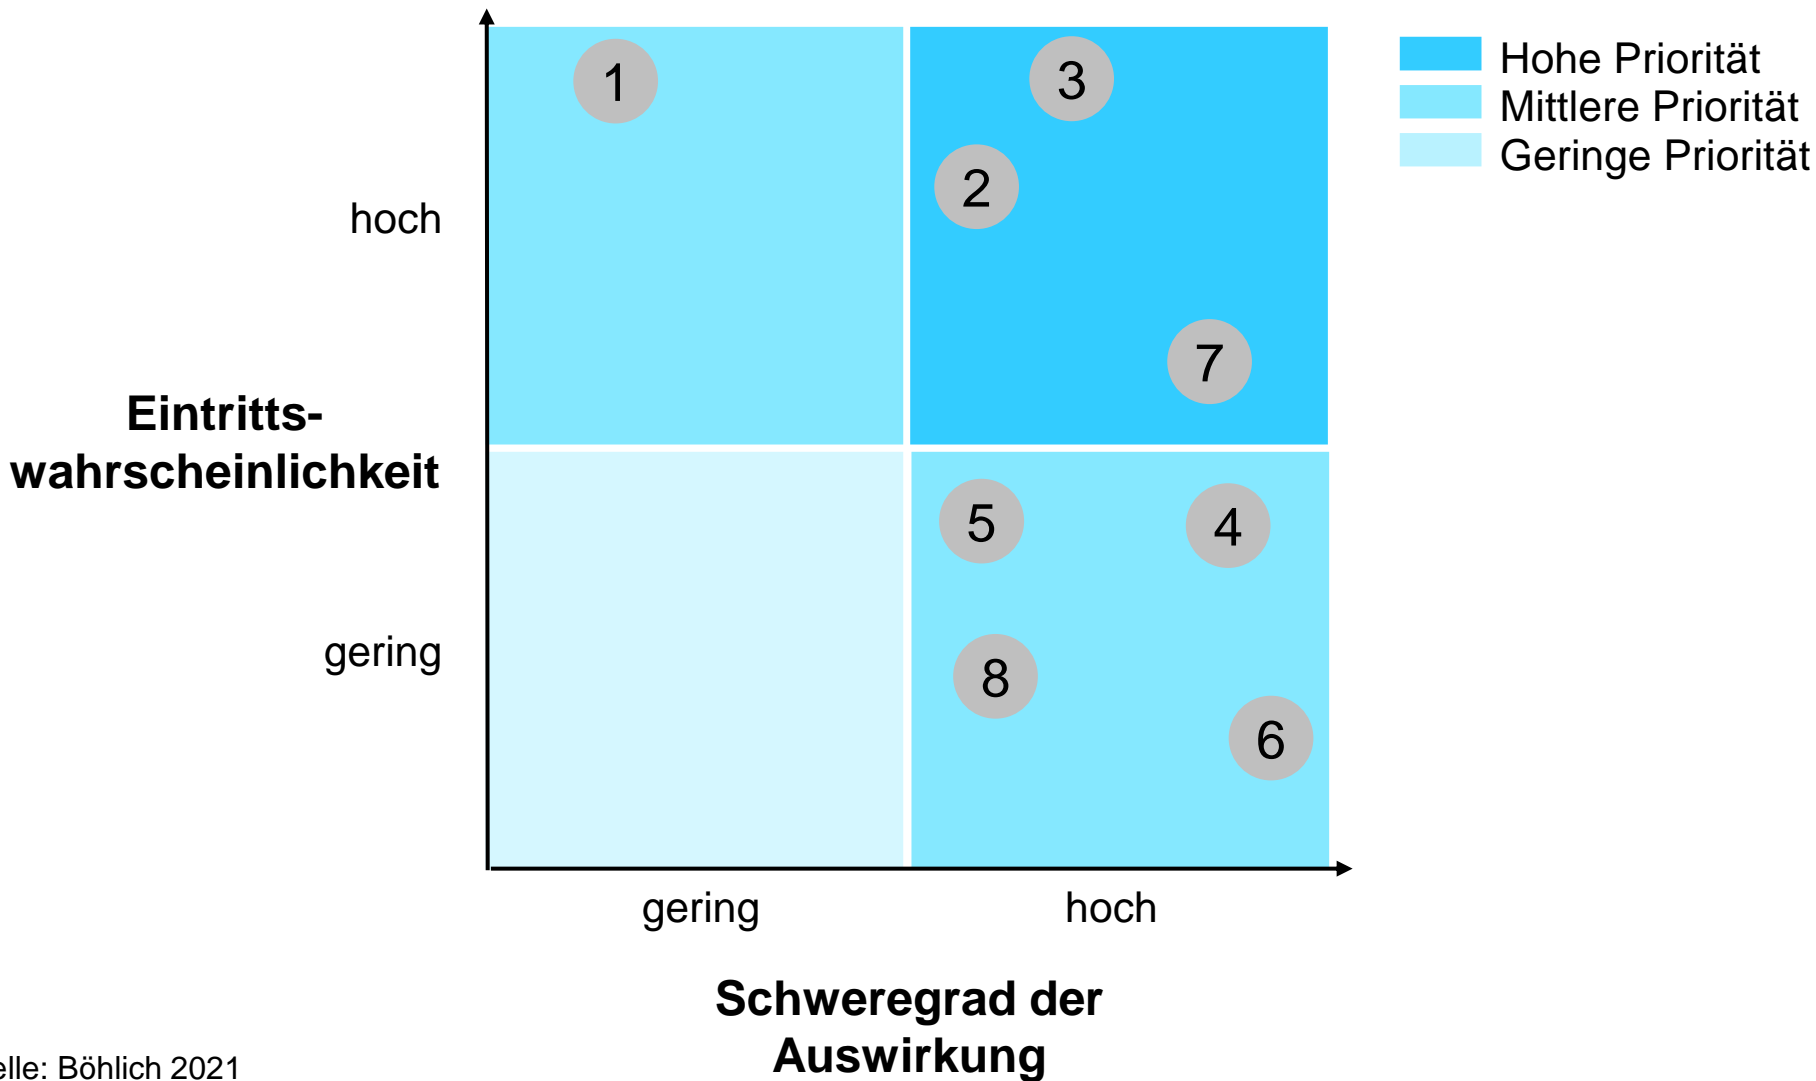 1
3
2
7
5
4
8
6
hoch
Eintritts-
wahrscheinlichkeit
gering
gering
hoch
Schweregrad der
Auswirkung
Hohe Priorität
Mittlere Priorität
Geringe Priorität
elle: Böhlich 2021